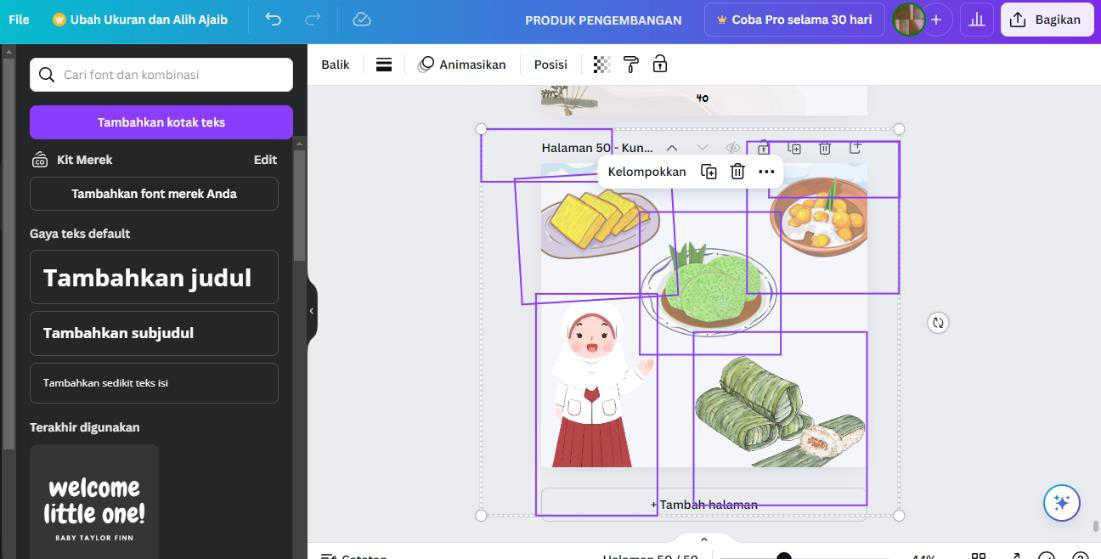 File
Ubah Ukuran dan Alih Ajaib
PRODUK PENGEMBANGAN
Coba Pro selama 30 hari
+
Bagikan
Cari font dan kombinasi
Balik
Animasikan
Posisi
Tambahkan kotak teks
40
Kit Merek
Edit
Halaman 50 - Kun...
Kelompokkan
Tambahkan font merek Anda
Gaya teks default
Tambahkan judul
Tambahkan subjudul
Tambahkan sedikit teks isi
Terakhir digunakan
welcome
little one!
BABY TAYLOR FINN
+ Tambah halaman
Catatan
Halaman 50 / 50
44%